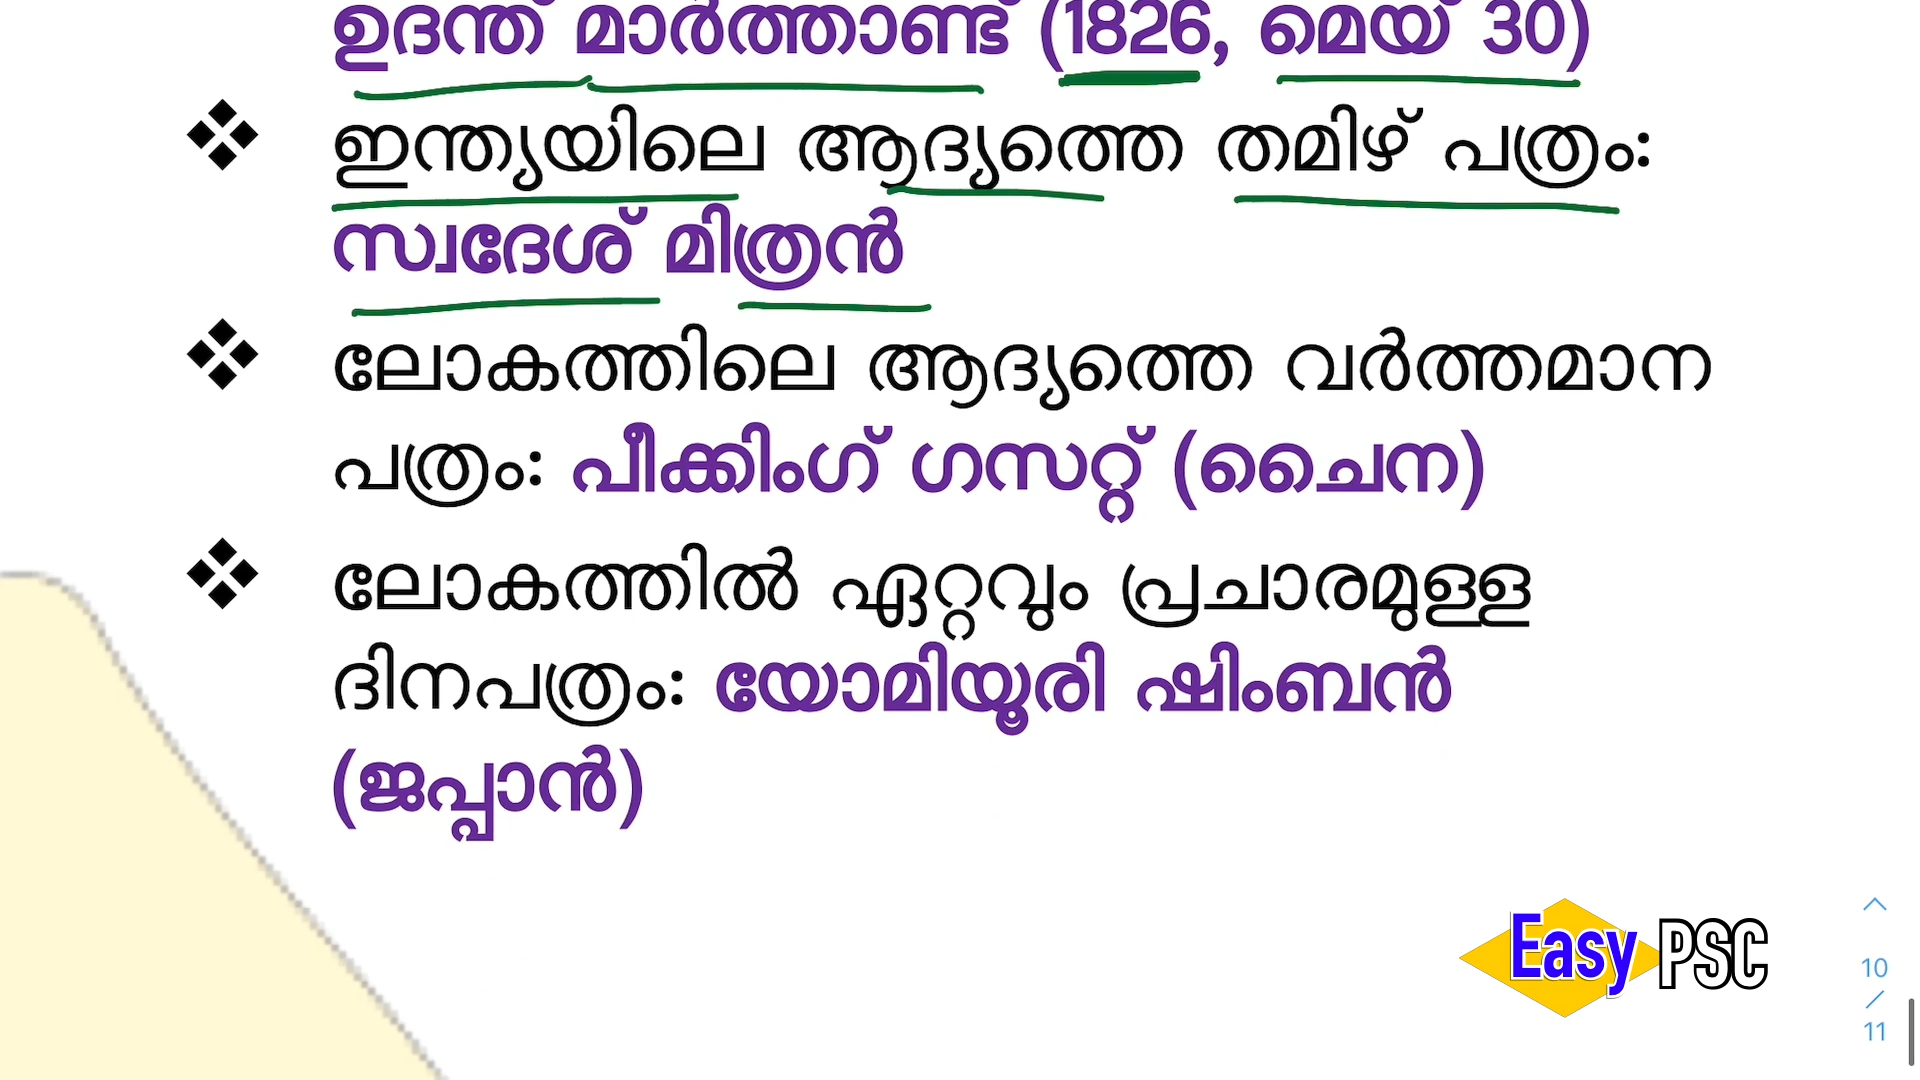 ഉദന്ത് മാർത്താണ്ട് (1826, മെയ് 30)
❖ ഇന്ത്യയിലെ ആദ്യത്തെ തമിഴ് പത്രം:
സ്വദേശ് മിത്രൻ
❖ ലോകത്തിലെ ആദ്യത്തെ വർത്തമാന
പത്രം: പീക്കിംഗ് ഗസറ്റ് (ചൈന)
❖ ലോകത്തിൽ ഏറ്റവും പ്രചാരമുള്ള
ദിനപത്രം: യോമിയൂരി ഷിംബൻ
(ജപ്പാൻ)
Easy PSC
10
/
11